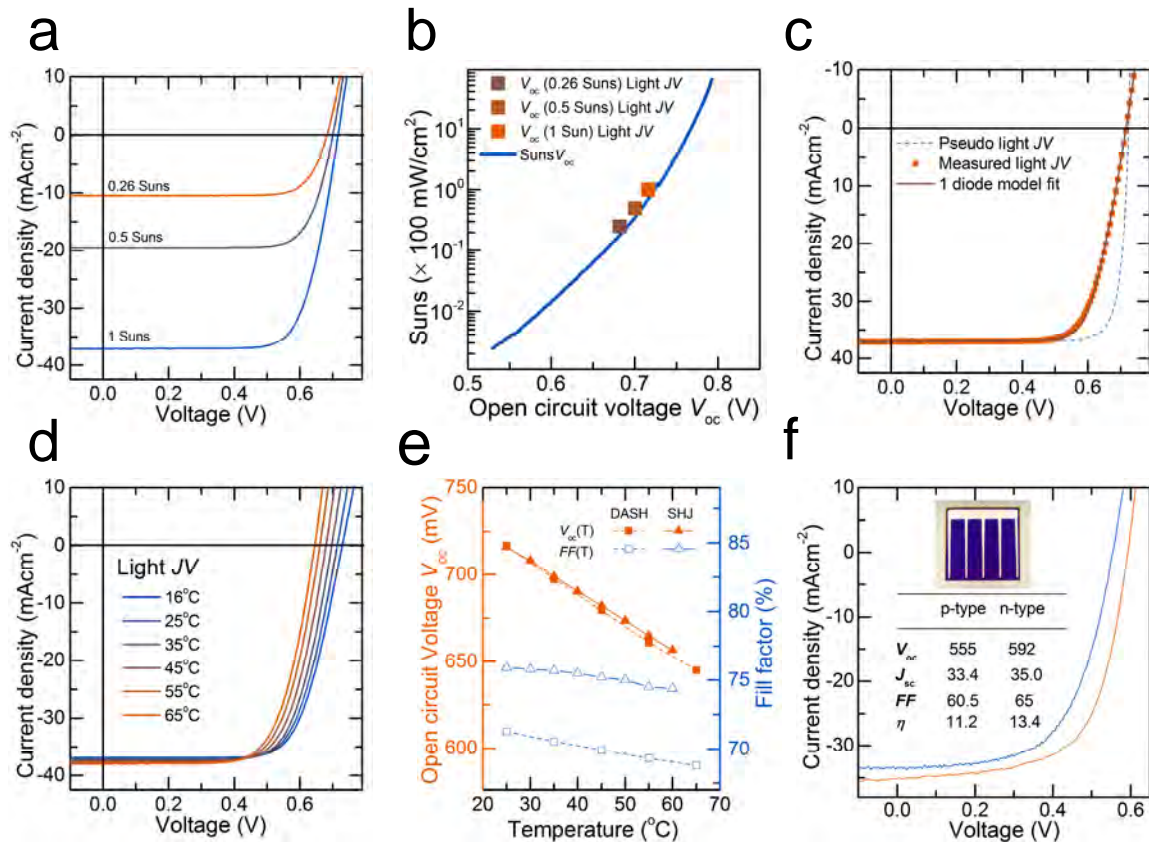 a
10
0
-10
-20
-30
-40
Current density (mAcm⁻²)
0.26 Suns
0.5 Suns
1 Suns
0.0 0.2 0.4 0.6
Voltage (V)
b
Suns (× 100 mW/cm²)
10¹
10⁰
10⁻¹
10⁻²
Voc (0.26 Suns) Light JV
Voc (0.5 Suns) Light JV
Voc (1 Sun) Light JV
SunsVoc
0.5 0.6 0.7 0.8
Open circuit voltage Voc (V)
c
-10
0
10
20
30
40
Current density (mAcm⁻²)
Pseudo light JV
Measured light JV
1 diode model fit
0.0 0.2 0.4 0.6
Voltage (V)
d
10
0
-10
-20
-30
-40
Current density (mAcm⁻²)
Light JV
16°C
25°C
35°C
45°C
55°C
65°C
0.0 0.2 0.4 0.6
Voltage (V)
e
750
700
650
600
Open circuit Voltage Voc (mV)
DASH SHJ
Voc(T)
FF(T)
85
80
75
70
Fill factor (%)
20 30 40 50 60 70
Temperature (°C)
f
10
0
-10
-20
-30
Current density (mAcm⁻²)
p-type n-type
Voc 555 592
Jsc 33.4 35.0
FF 60.5 65
η 11.2 13.4
0.0 0.2 0.4 0.6
Voltage (V)